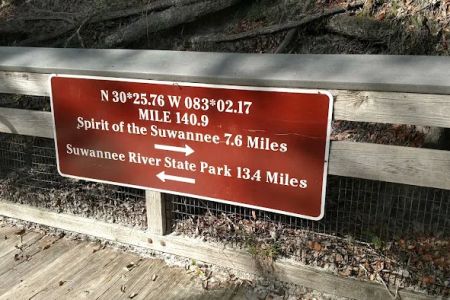 N 30*25.76 W 083*02.17
MILE 140.9
Spirit of the Suwannee 7.6 Miles
Suwannee River State Park 13.4 Miles